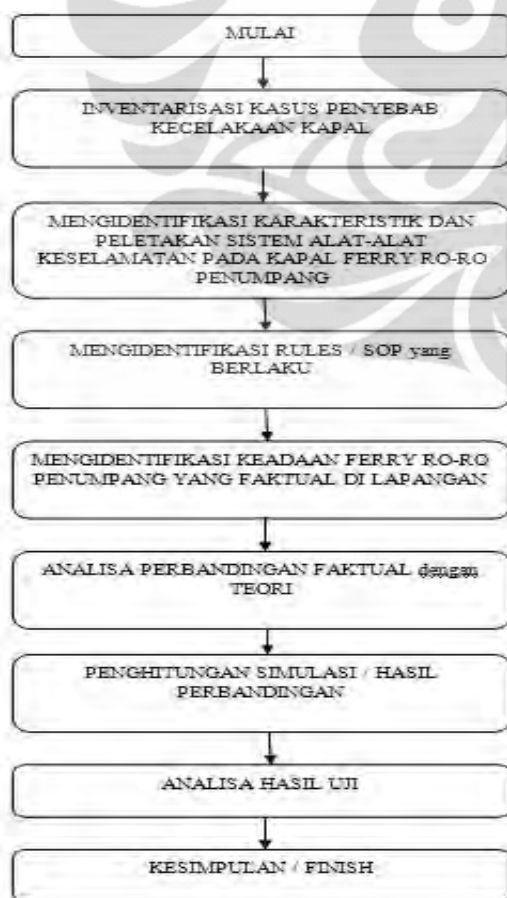 MULAI
INVENTARISASI KASUS PENYEBAB
KECELAKAAN KAPAL
MENGIDENTIFIKASI KARAKTERISTIK DAN
PELETAKAN SISTEM ALAT-ALAT
KESELAMATAN PADA KAPAL FERRY RO-RO
PENUMPANG
MENGIDENTIFIKASI RULES / SOP yang
BERLAKU
MENGIDENTIFIKASI KEADAAN FERRY RO-RO
PENUMPANG YANG FAKTUAL DI LAPANGAN
ANALISA PERBANDINGAN FAKTUAL dengan
TEORI
PENGHITUNGAN SIMULASI / HASIL
PERBANDINGAN
ANALISA HASIL UJI
KESIMPULAN / FINISH